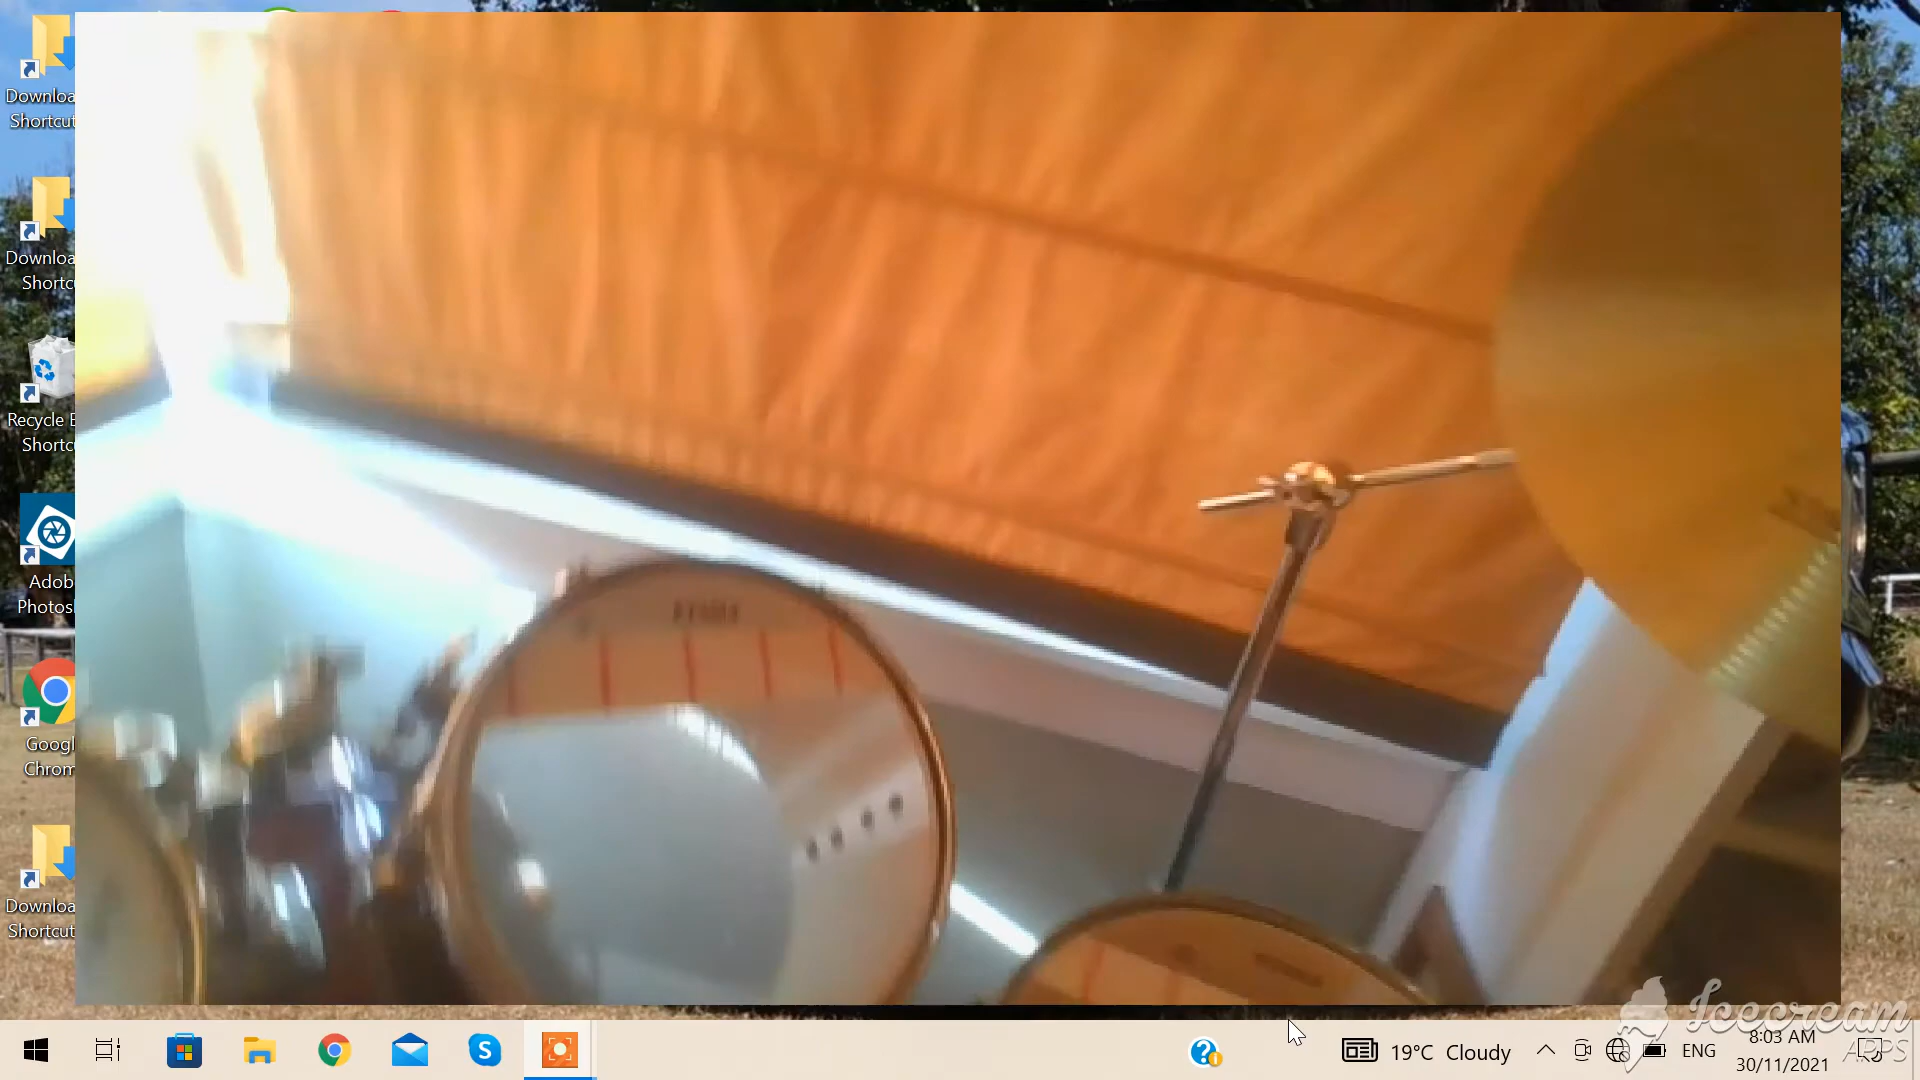 Downloa
Shortcut
Downloa
Shortc
Recycle B
Shortc
Adob
Photosh
Googl
Chrom
Downloa
Shortcut
19°C Cloudy
ENG
8:03 AM
30/11/2021
Icecream
APPS